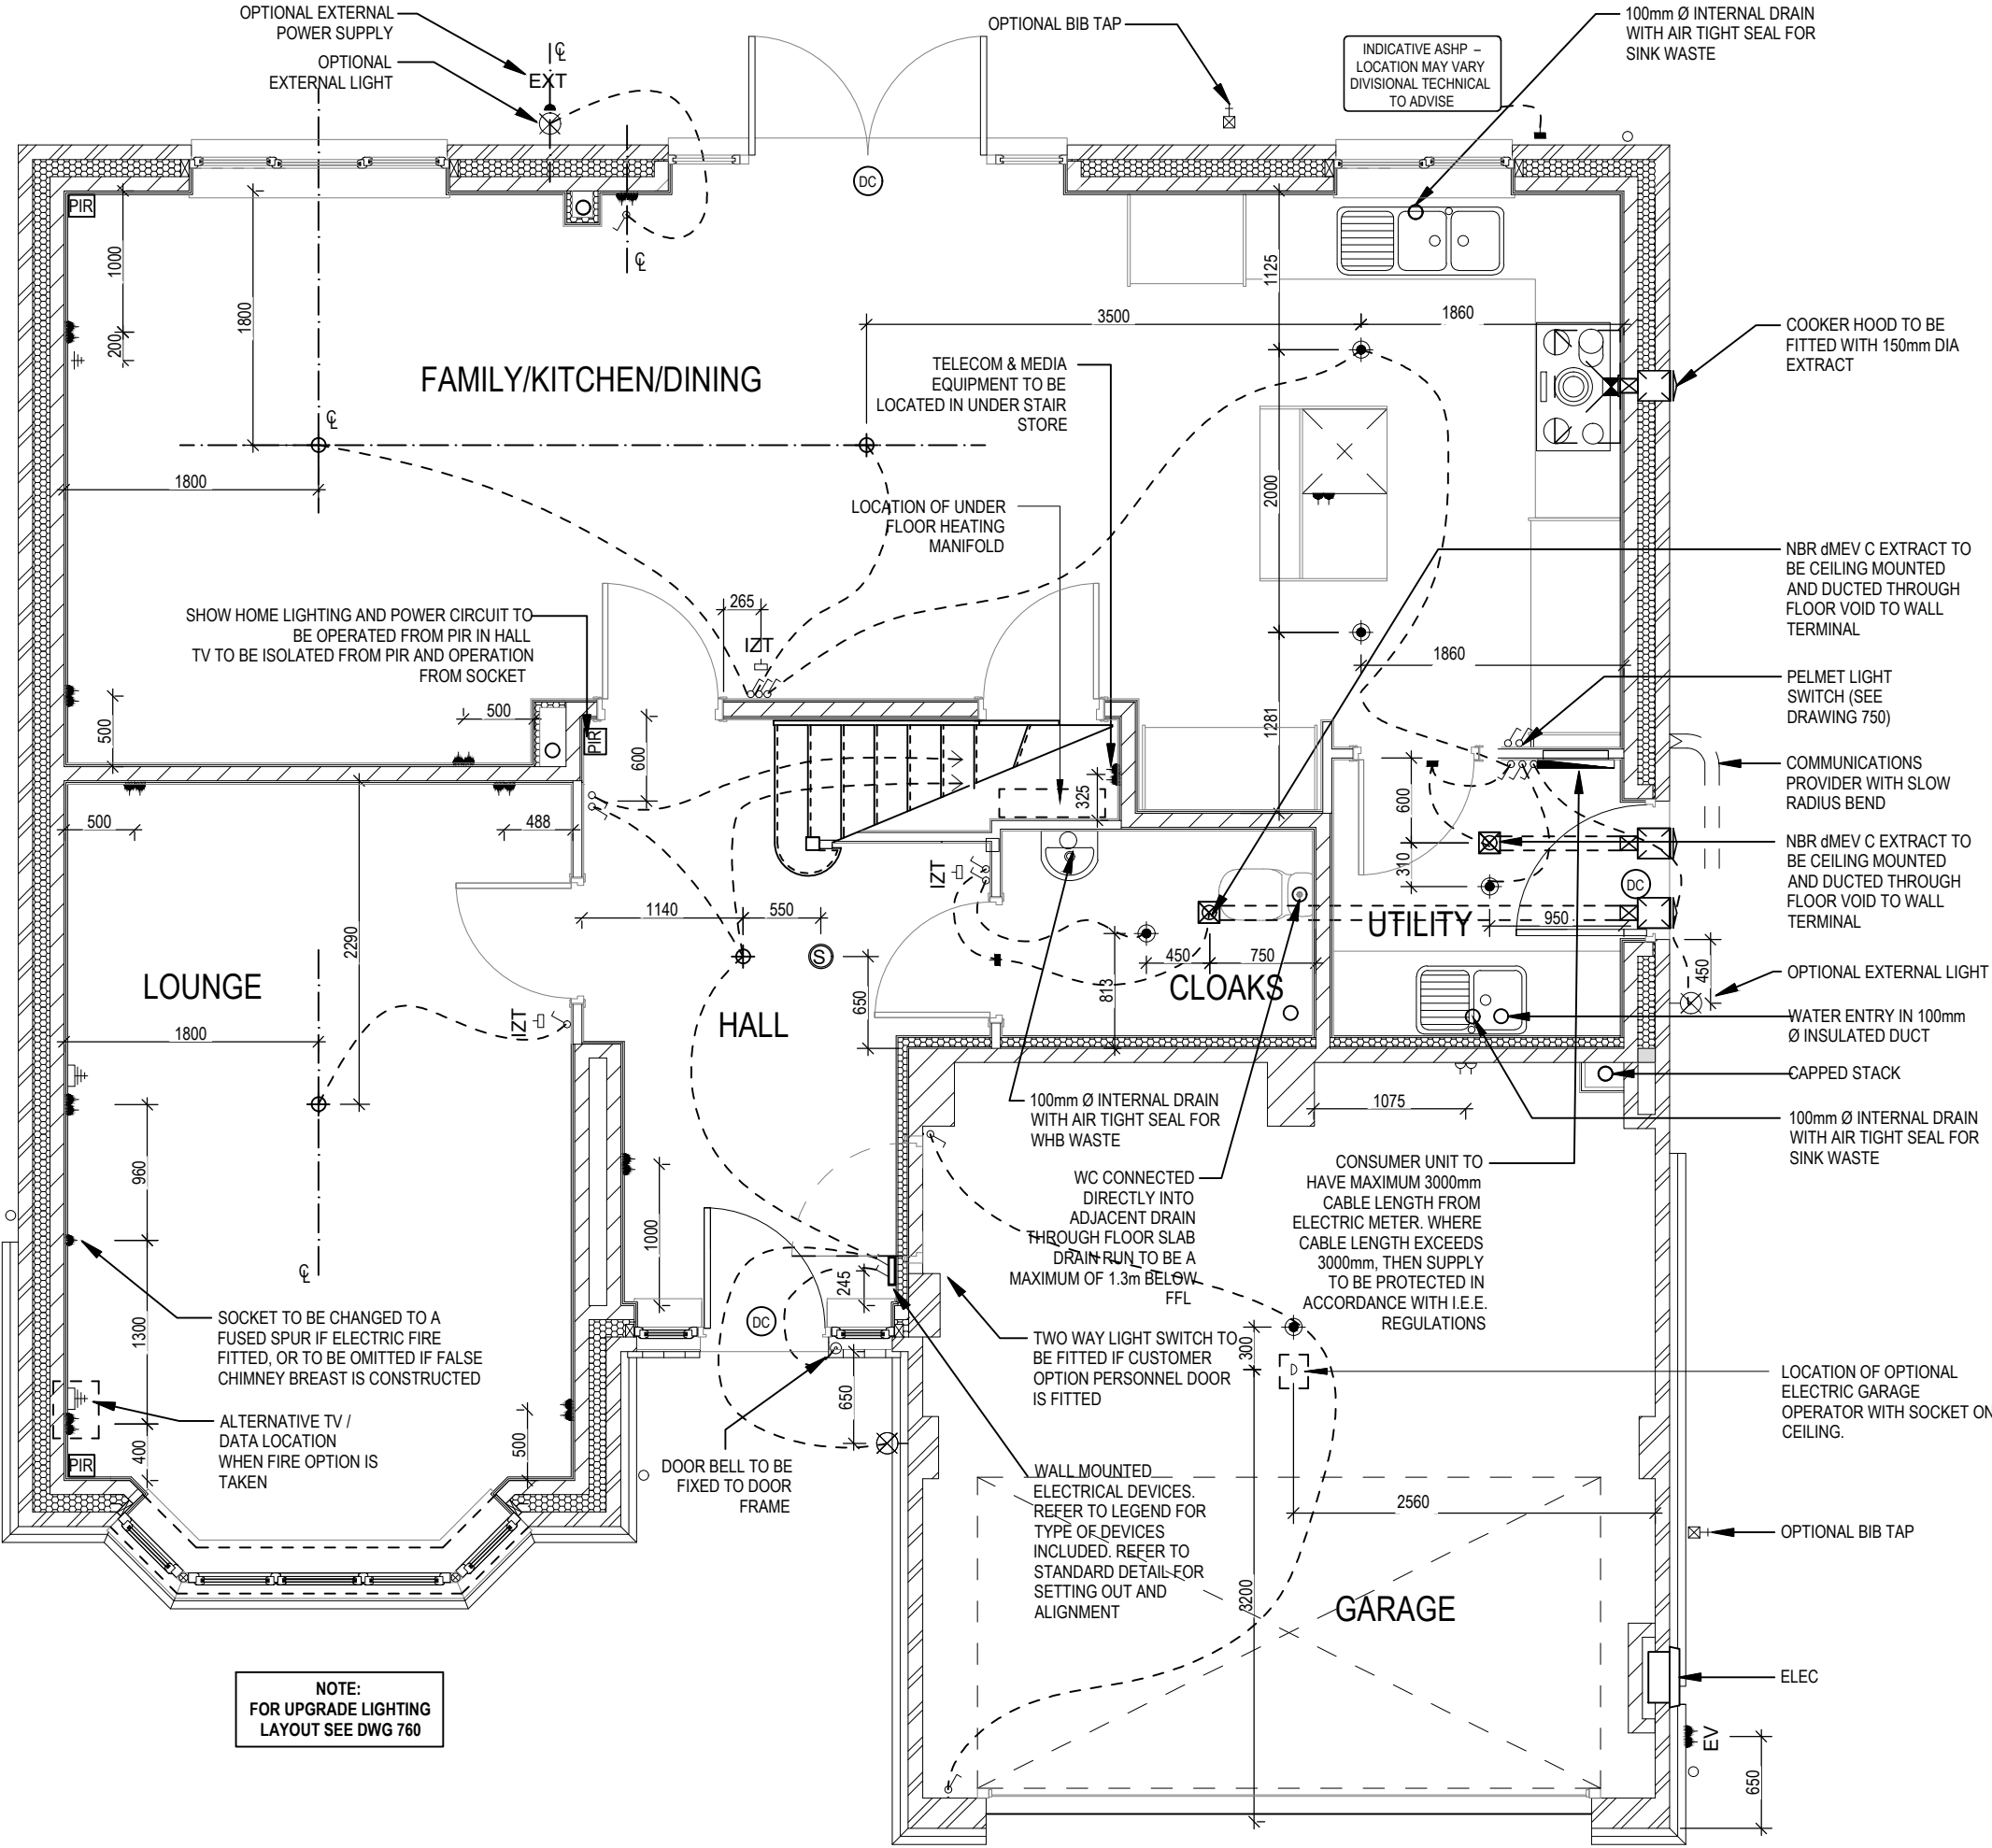 OPTIONAL EXTERNAL
POWER SUPPLY
OPTIONAL
EXTERNAL LIGHT
℄
EXT
OPTIONAL BIB TAP
INDICATIVE ASHP –
LOCATION MAY VARY
DIVISIONAL TECHNICAL
TO ADVISE
100mm Ø INTERNAL DRAIN
WITH AIR TIGHT SEAL FOR
SINK WASTE
DC
PIR
1000
200
1800
℄
1125
3500
1860
FAMILY/KITCHEN/DINING
℄
1800
TELECOM & MEDIA
EQUIPMENT TO BE
LOCATED IN UNDER STAIR
STORE
COOKER HOOD TO BE
FITTED WITH 150mm DIA
EXTRACT
2000
LOCATION OF UNDER
FLOOR HEATING
MANIFOLD
NBR dMEV C EXTRACT TO
BE CEILING MOUNTED
AND DUCTED THROUGH
FLOOR VOID TO WALL
TERMINAL
SHOW HOME LIGHTING AND POWER CIRCUIT TO
BE OPERATED FROM PIR IN HALL
TV TO BE ISOLATED FROM PIR AND OPERATION
FROM SOCKET
265
IZT
1860
PELMET LIGHT
SWITCH (SEE
DRAWING 750)
500
500
PIR
600
1281
325
600
310
COMMUNICATIONS
PROVIDER WITH SLOW
RADIUS BEND
500
488
2290
NBR dMEV C EXTRACT TO
BE CEILING MOUNTED
AND DUCTED THROUGH
FLOOR VOID TO WALL
TERMINAL
IZT
DC
1140
550
UTILITY
950
S
450
750
813
CLOAKS
450
OPTIONAL EXTERNAL LIGHT
LOUNGE
650
HALL
IZT
1800
WATER ENTRY IN 100mm
Ø INSULATED DUCT
CAPPED STACK
100mm Ø INTERNAL DRAIN
WITH AIR TIGHT SEAL FOR
WHB WASTE
1075
100mm Ø INTERNAL DRAIN
WITH AIR TIGHT SEAL FOR
SINK WASTE
960
1000
WC CONNECTED
DIRECTLY INTO
ADJACENT DRAIN
THROUGH FLOOR SLAB
DRAIN RUN TO BE A
MAXIMUM OF 1.3m BELOW
FFL
CONSUMER UNIT TO
HAVE MAXIMUM 3000mm
CABLE LENGTH FROM
ELECTRIC METER. WHERE
CABLE LENGTH EXCEEDS
3000mm, THEN SUPPLY
TO BE PROTECTED IN
ACCORDANCE WITH I.E.E.
REGULATIONS
℄
245
1300
SOCKET TO BE CHANGED TO A
FUSED SPUR IF ELECTRIC FIRE
FITTED, OR TO BE OMITTED IF FALSE
CHIMNEY BREAST IS CONSTRUCTED
DC
TWO WAY LIGHT SWITCH TO
BE FITTED IF CUSTOMER
OPTION PERSONNEL DOOR
IS FITTED
300
D
LOCATION OF OPTIONAL
ELECTRIC GARAGE
OPERATOR WITH SOCKET ON
CEILING.
650
ALTERNATIVE TV /
DATA LOCATION
WHEN FIRE OPTION IS
TAKEN
400
PIR
500
DOOR BELL TO BE
FIXED TO DOOR
FRAME
WALL MOUNTED
ELECTRICAL DEVICES.
REFER TO LEGEND FOR
TYPE OF DEVICES
INCLUDED. REFER TO
STANDARD DETAIL FOR
SETTING OUT AND
ALIGNMENT
2560
OPTIONAL BIB TAP
3200
GARAGE
NOTE:
FOR UPGRADE LIGHTING
LAYOUT SEE DWG 760
ELEC
EV
650